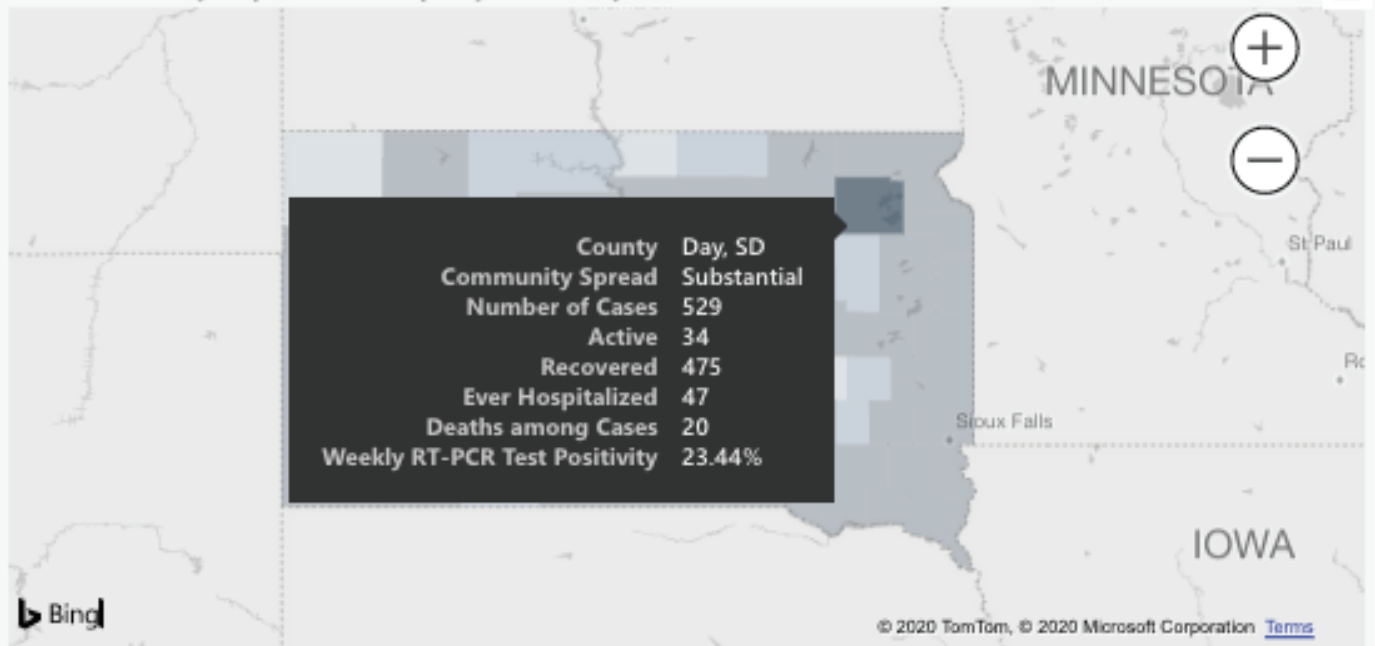 MINNESOTA
St Paul
County Day, SD
Community Spread Substantial
Number of Cases 529
Active 34
Recovered 475
Ever Hospitalized 47
Deaths among Cases 20
Weekly RT-PCR Test Positivity 23.44%
Sioux Falls
IOWA
Bing
© 2020 TomTom, © 2020 Microsoft Corporation Terms